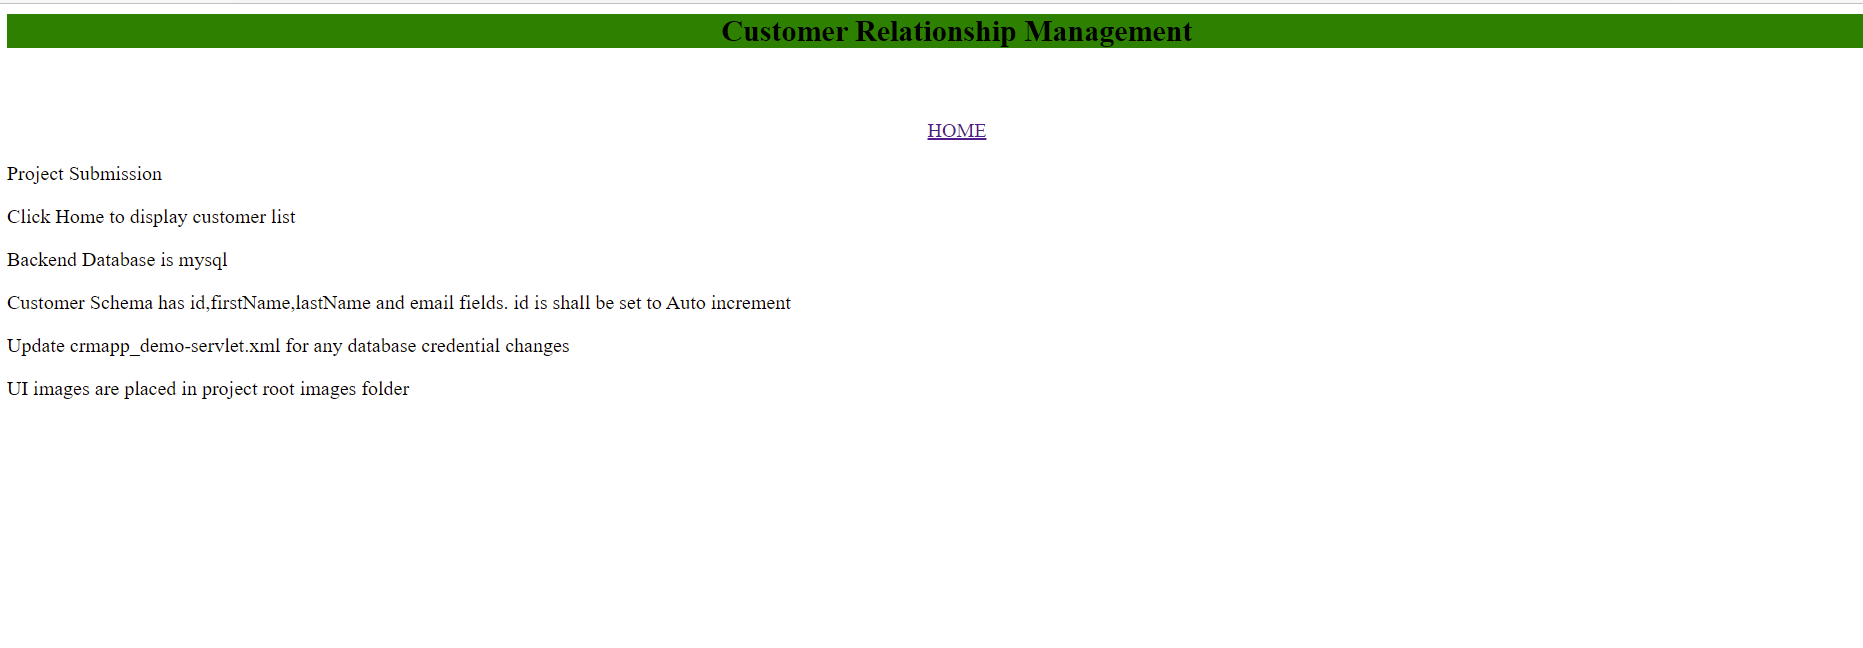 Customer Relationship Management
HOME
Project Submission
Click Home to display customer list
Backend Database is mysql
Customer Schema has id,firstName,lastName and email fields. id is shall be set to Auto increment
Update crmapp_demo-servlet.xml for any database credential changes
UI images are placed in project root images folder